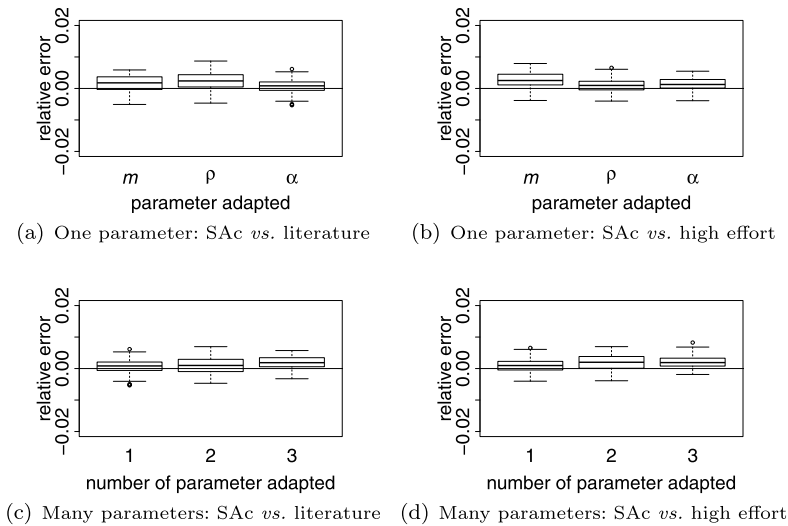 relative error
0.02
0.00
−0.02
m ρ α
parameter adapted
(a) One parameter: SAc vs. literature
relative error
0.02
0.00
−0.02
m ρ α
parameter adapted
(b) One parameter: SAc vs. high effort
relative error
0.02
0.00
−0.02
1 2 3
number of parameter adapted
(c) Many parameters: SAc vs. literature
relative error
0.02
0.00
−0.02
1 2 3
number of parameter adapted
(d) Many parameters: SAc vs. high effort